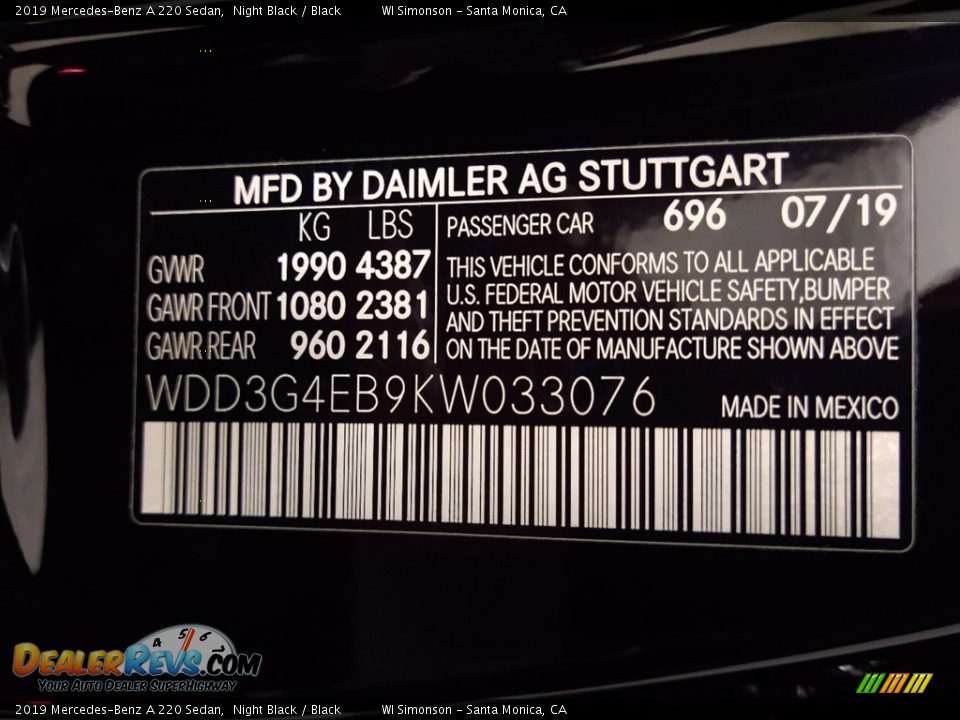 2019 Mercedes-Benz A 220 Sedan, Night Black / Black WI Simonson - Santa Monica, CA
MFD BY DAIMLER AG STUTTGART
KG LBS
GVWR 1990 4387
GAWR FRONT 1080 2381
GAWR REAR 960 2116
PASSENGER CAR 696 07/19
THIS VEHICLE CONFORMS TO ALL APPLICABLE
U.S. FEDERAL MOTOR VEHICLE SAFETY,BUMPER
AND THEFT PREVENTION STANDARDS IN EFFECT
ON THE DATE OF MANUFACTURE SHOWN ABOVE
WDD3G4EB9KW033076
MADE IN MEXICO
4 5 6 7
DEALERREVS.COM
YOUR AUTO DEALER SUPERHIGHWAY
2019 Mercedes-Benz A 220 Sedan, Night Black / Black WI Simonson - Santa Monica, CA